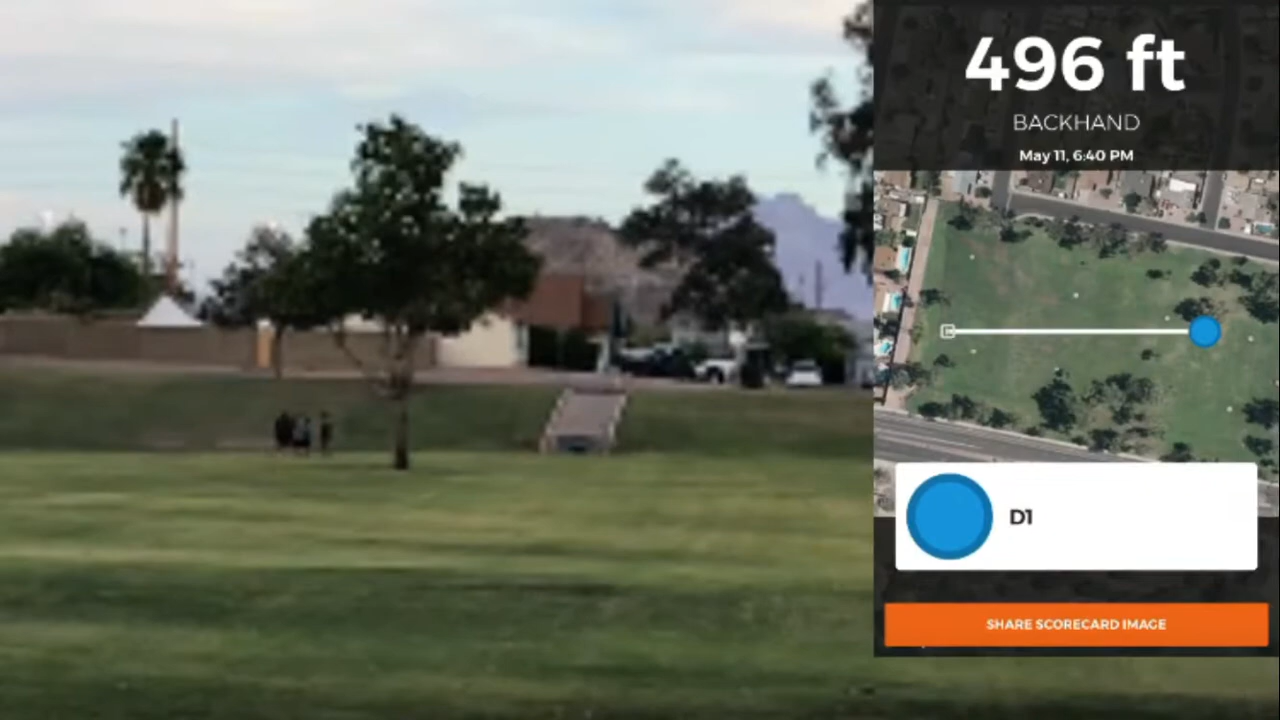 496 ft
BACKHAND
May 11, 6:40 PM
D1
SHARE SCORECARD IMAGE